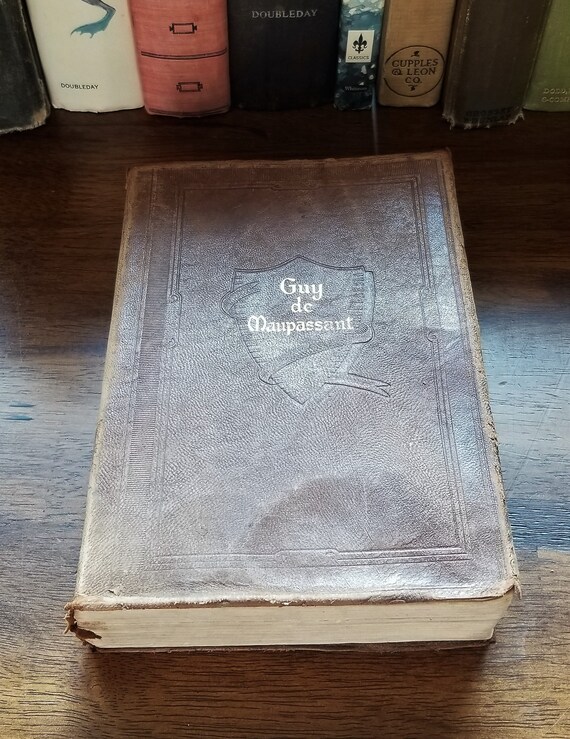 DOUBLEDAY
DOUBLEDAY
CLASSICS
CUPPLES
& LEON
CO.
Guy
de
Maupassant